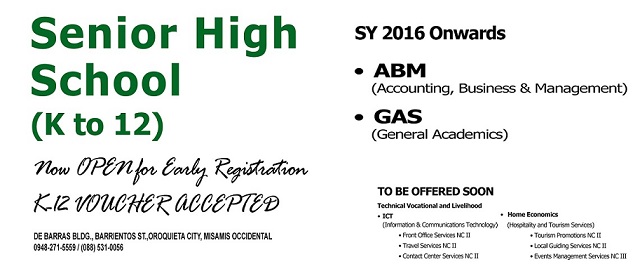 Senior High
School
(K to 12)
Now OPEN for Early Registration
K-12 VOUCHER ACCEPTED
DE BARRAS BLDG., BARRIENTOS ST.,OROQUIETA CITY, MISAMIS OCCIDENTAL
0948-271-5559 / (088) 531-0056
SY 2016 Onwards
• ABM
(Accounting, Business & Management)
• GAS
(General Academics)
TO BE OFFERED SOON
Technical Vocational and Livelihood
• ICT
(Information & Communications Technology)
• Front Office Services NC II
• Travel Services NC II
• Contact Center Services NC II
• Home Economics
(Hospitality and Tourism Services)
• Tourism Promotions NC II
• Local Guiding Services NC II
• Events Management Services NC III